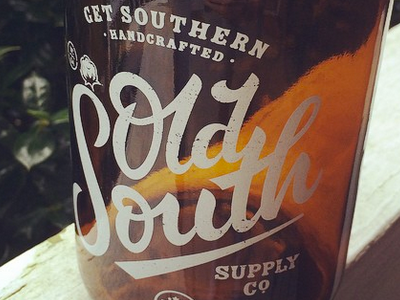 GET SOUTHERN
·HANDCRAFTED·
Old
South
SUPPLY
CO